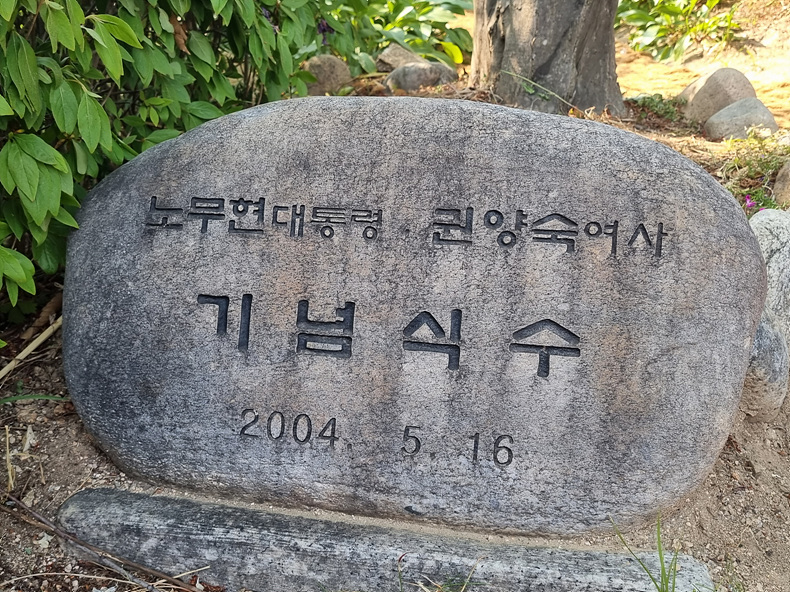 노무현대통령 · 권양숙여사
기념식수
2004. 5. 16